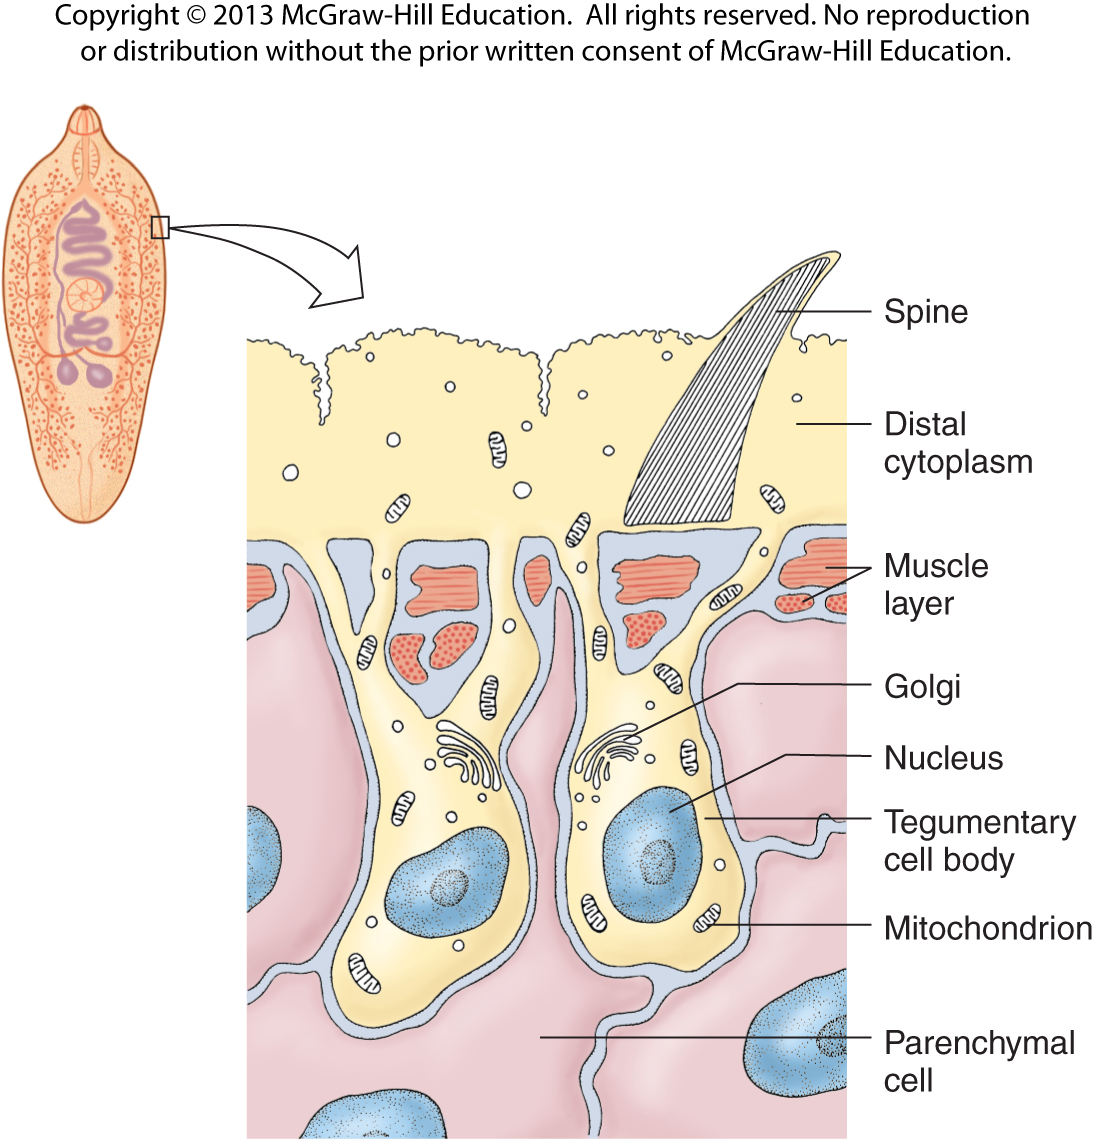 Copyright © 2013 McGraw-Hill Education.  All rights reserved. No reproduction
or distribution without the prior written consent of McGraw-Hill Education.
Spine
Distal
cytoplasm
Muscle
layer
Golgi
Nucleus
Tegumentary
cell body
Mitochondrion
Parenchymal
cell